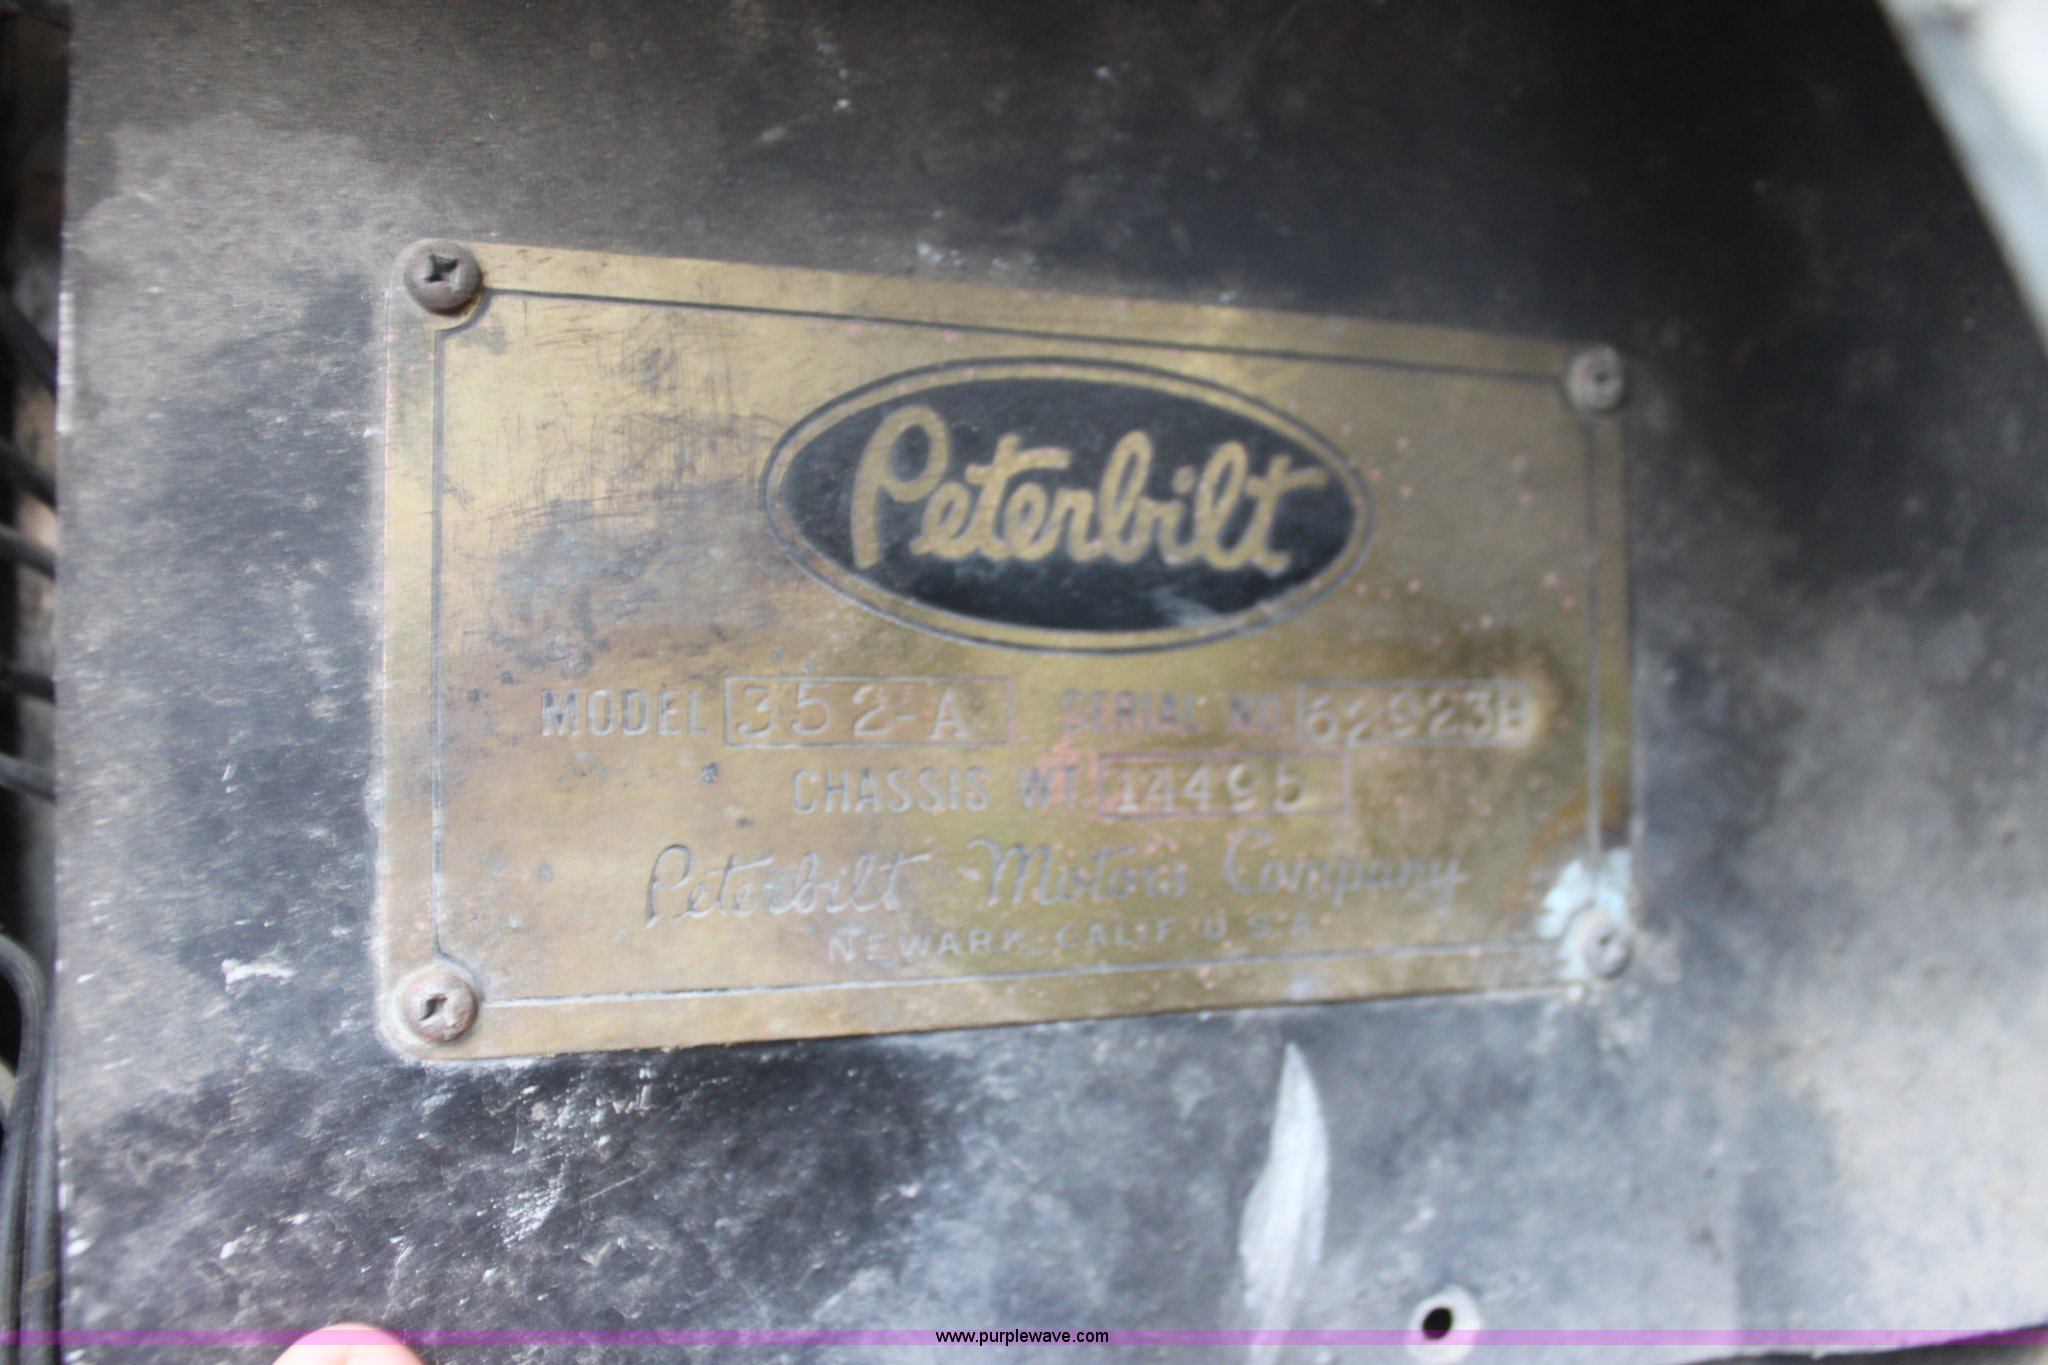 Peterbilt
MODEL 352-A SERIAL NO. 62923B
CHASSIS WT. 14495
Peterbilt Motors Company
NEWARK, CALIF. U.S.A.
www.purplewave.com